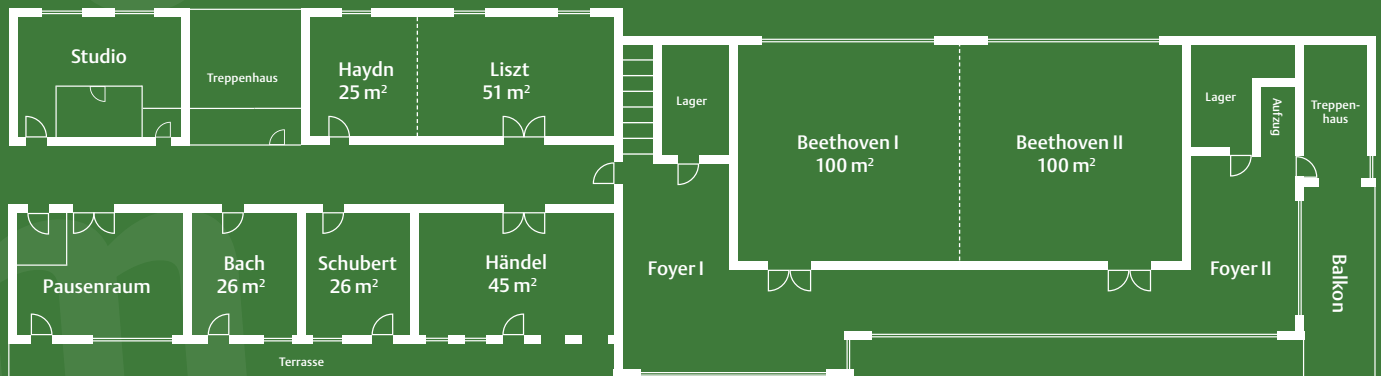 Studio
Treppenhaus
Haydn
25 m²
Liszt
51 m²
Lager
Beethoven I
100 m²
Beethoven II
100 m²
Lager
Aufzug
Treppen-
haus
Pausenraum
Bach
26 m²
Schubert
26 m²
Händel
45 m²
Foyer I
Foyer II
Balkon
Terrasse